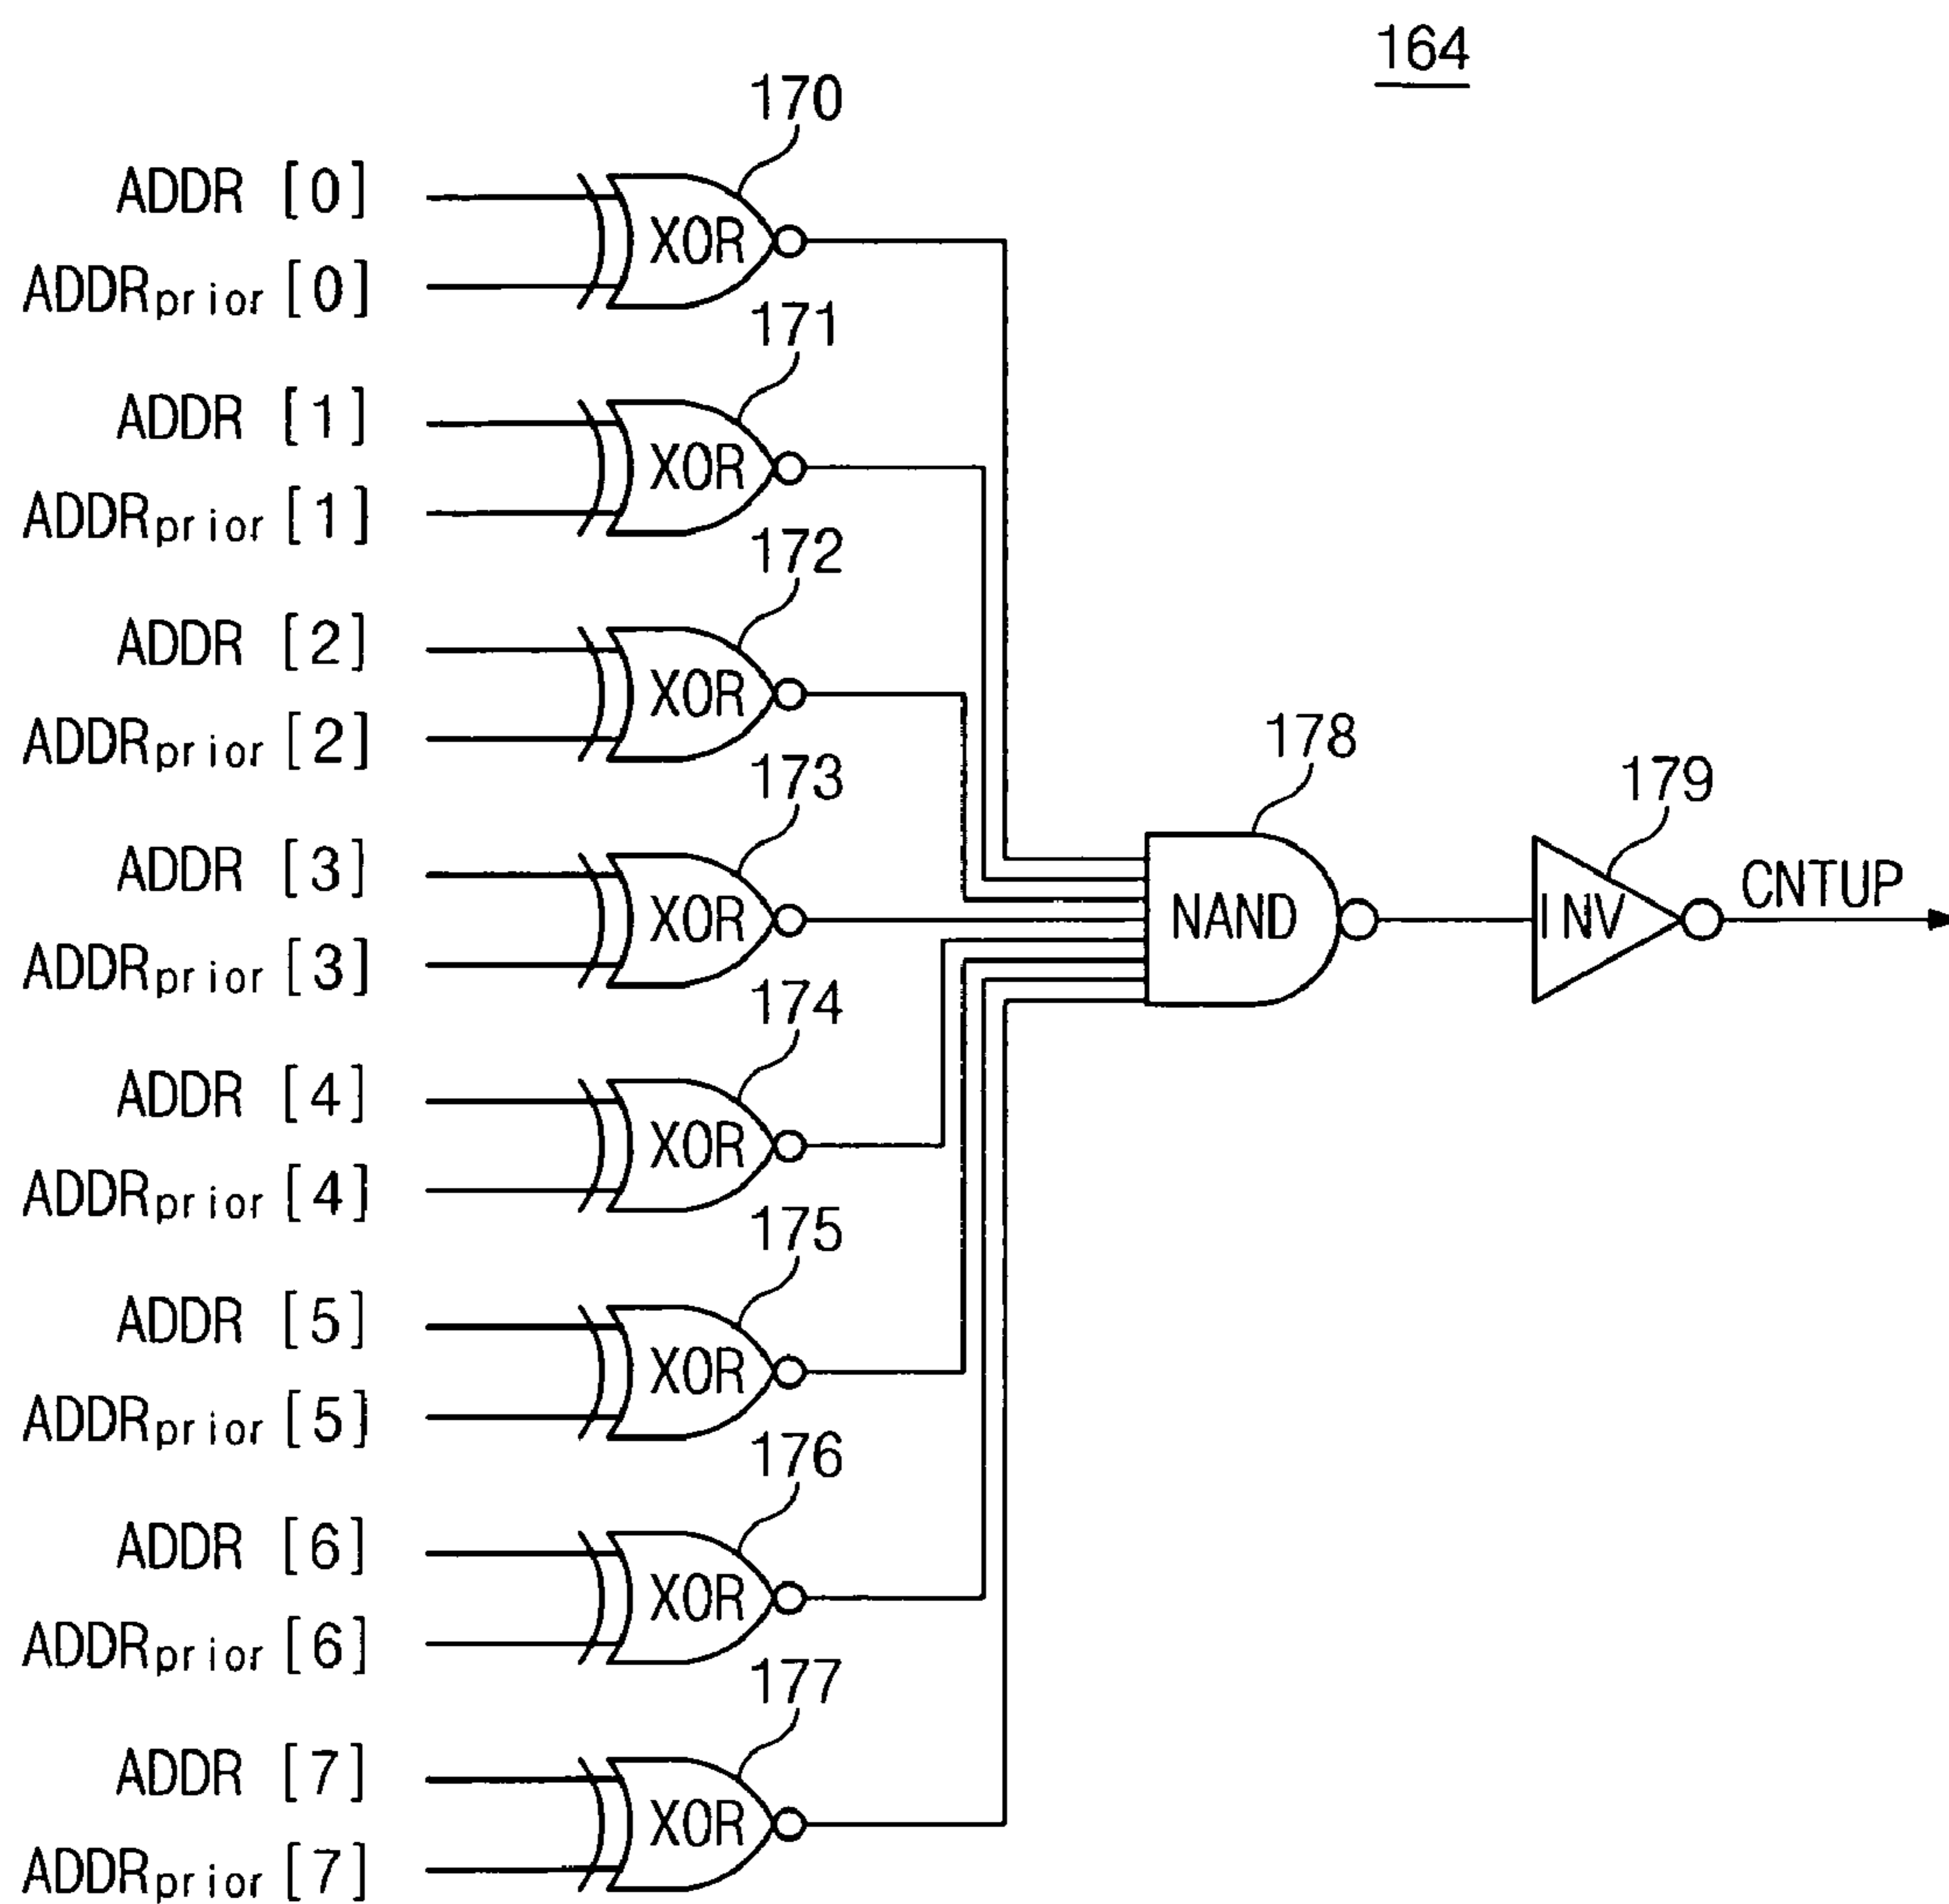 164
170
ADDR [0]
XOR
ADDRprior [0]
171
ADDR [1]
XOR
ADDRprior [1]
172
ADDR [2]
XOR
ADDRprior [2]
178
173
179
ADDR [3]
CNTUP
XOR
NAND
INV
ADDRprior [3]
174
ADDR [4]
XOR
ADDRprior [4]
175
ADDR [5]
XOR
ADDRprior [5]
176
ADDR [6]
XOR
ADDRprior [6]
177
ADDR [7]
XOR
ADDRprior [7]